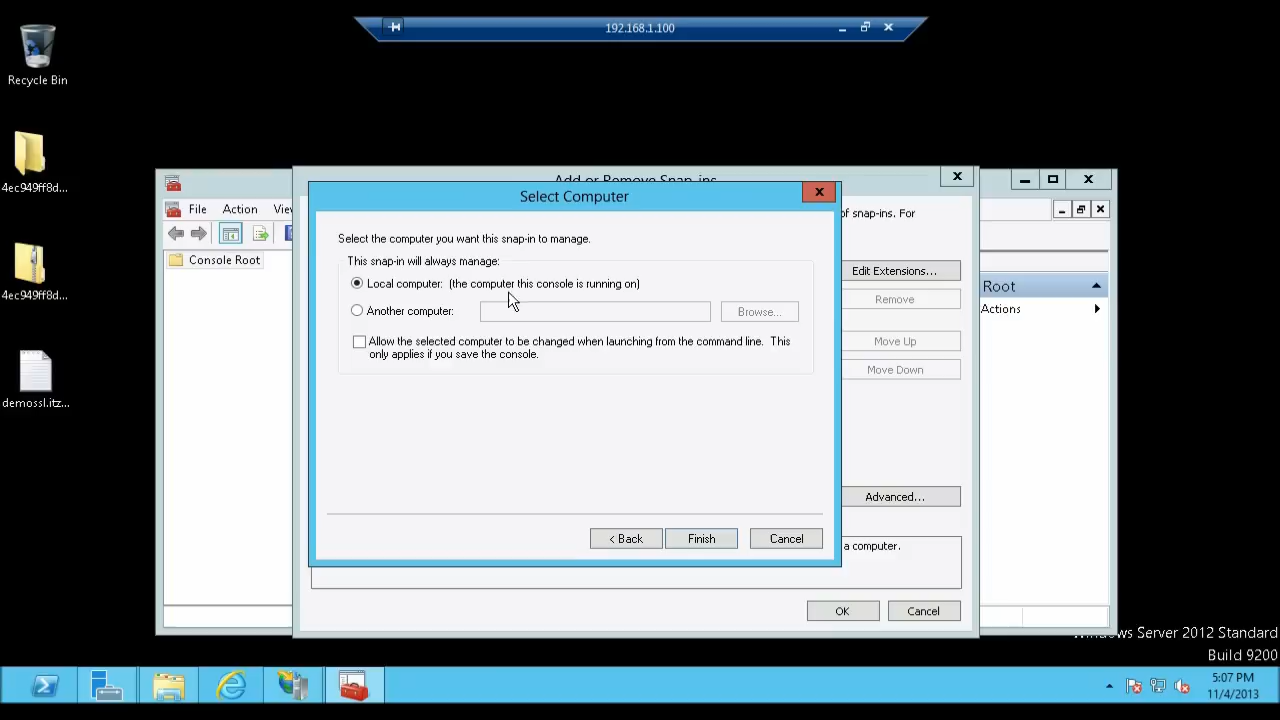 192.168.1.100
Recycle Bin
4ec949ff8d...
4ec949ff8d...
demossl.itz...
Select Computer
File
Action
Console Root
Select the computer you want this snap-in to manage.
This snap-in will always manage:
Local computer: (the computer this console is running on)
Another computer:
Browse...
Allow the selected computer to be changed when launching from the command line. This
only applies if you save the console.
< Back
Finish
Cancel
of snap-ins. For
Edit Extensions...
Remove
Move Up
Move Down
Advanced...
a computer.
OK
Cancel
Root
Actions
Server 2012 Standard
Build 9200
5:07 PM
11/4/2013